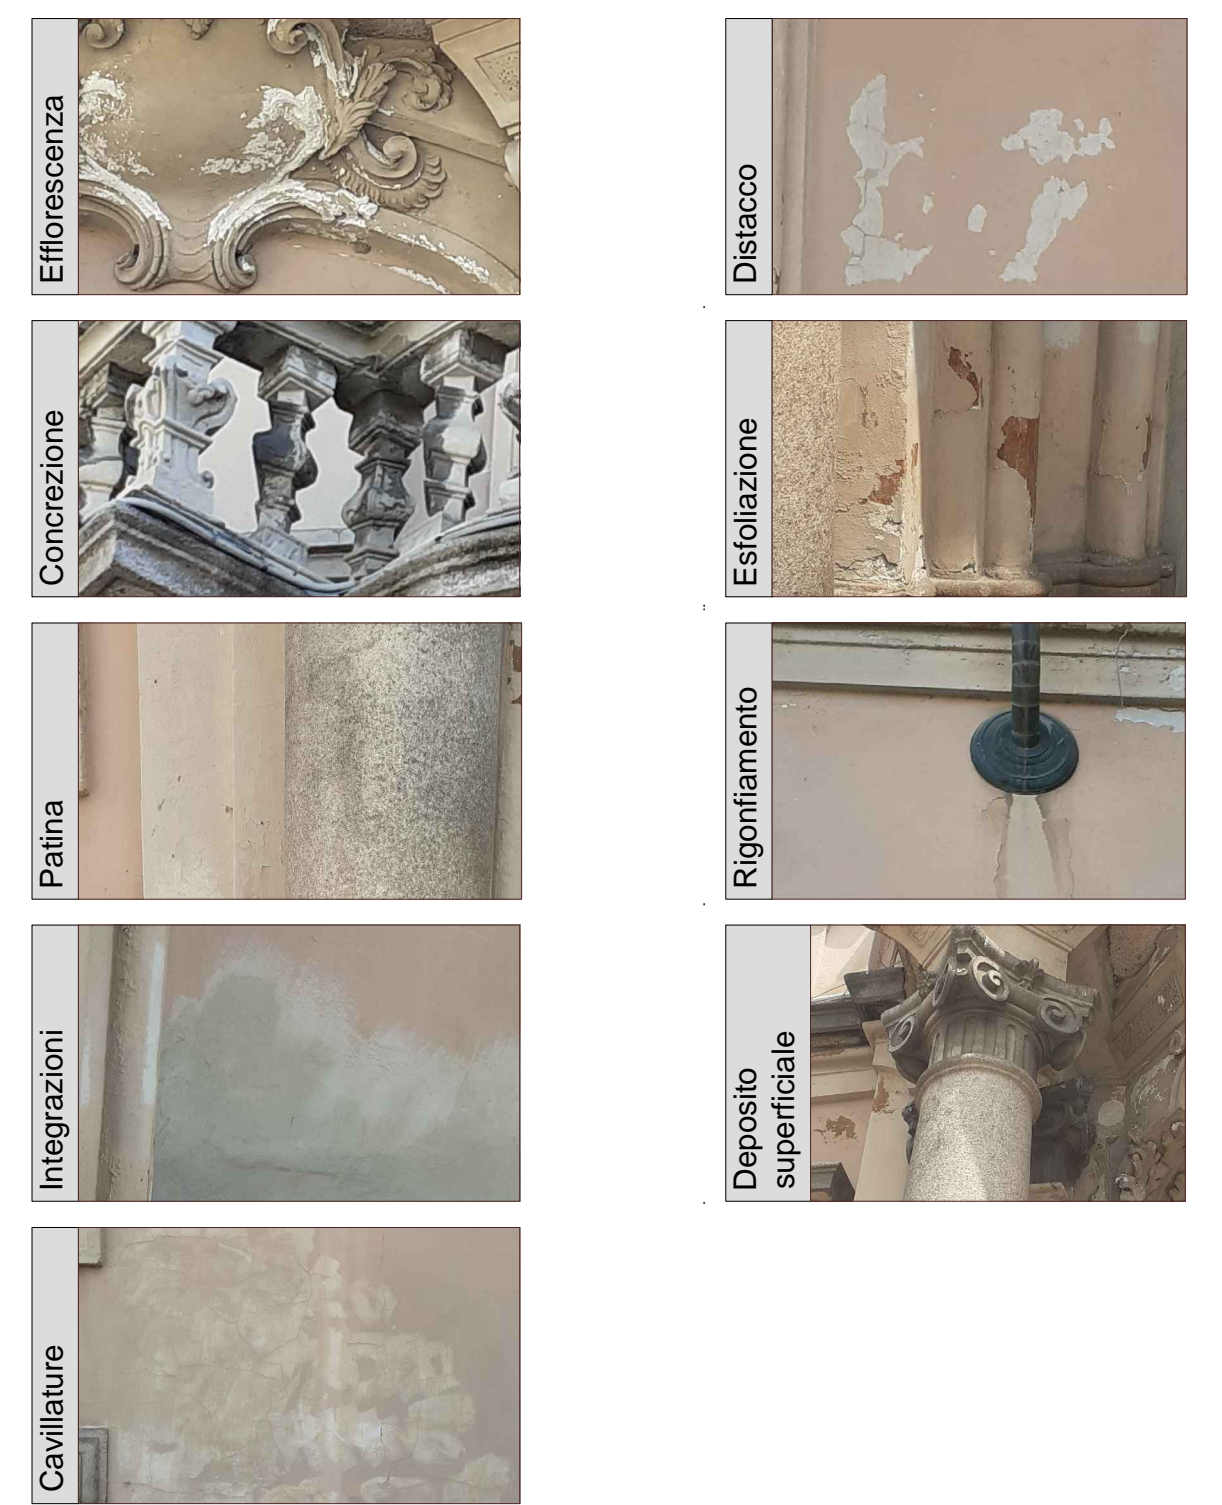 Efflorescenza
Concrezione
Patina
Integrazioni
Cavillature
Distacco
Esfoliazione
Rigonfiamento
Deposito
superficiale